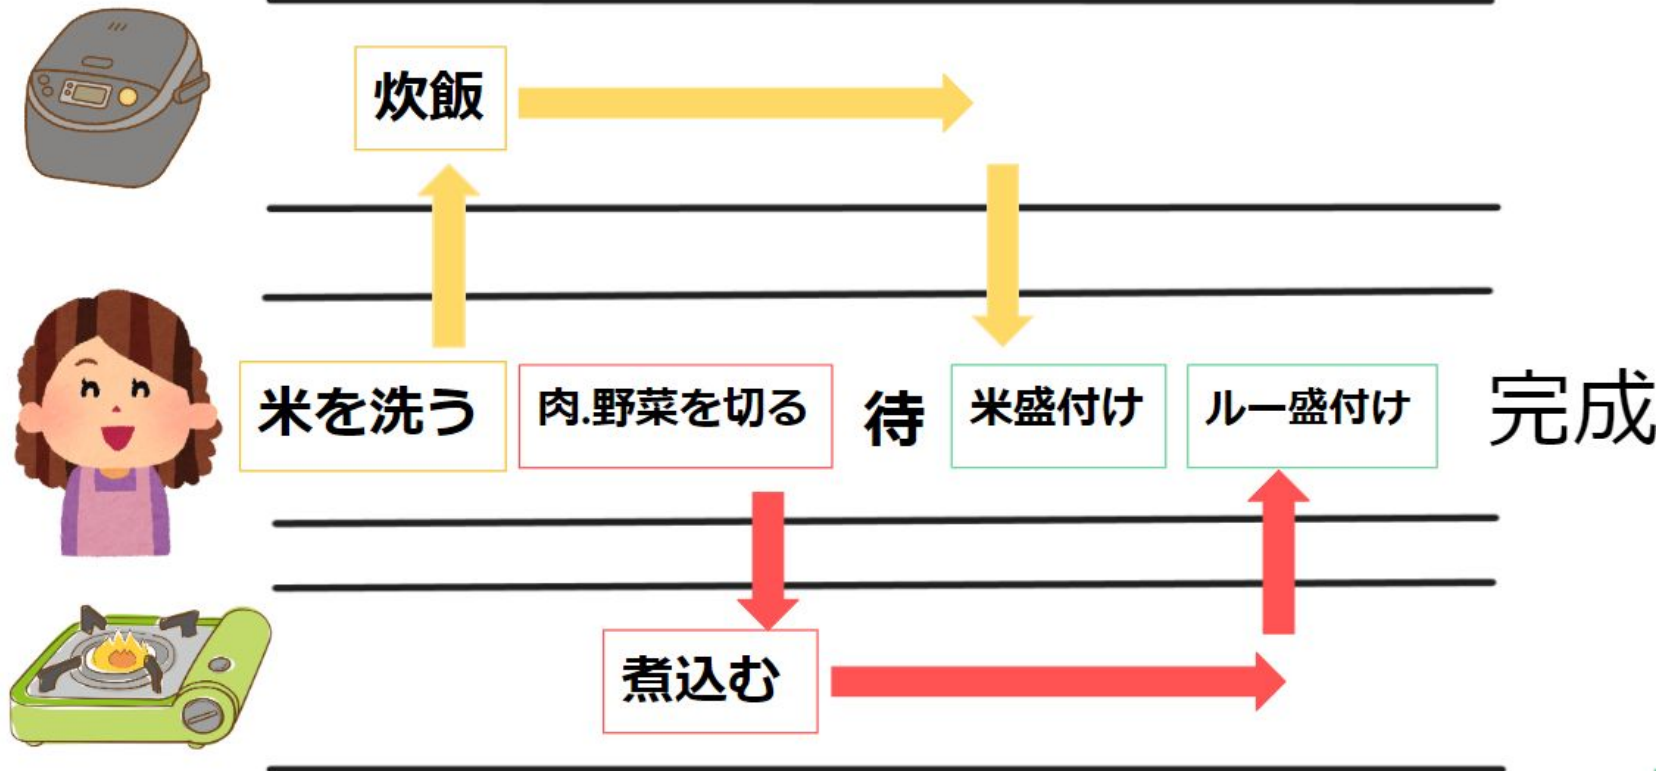 炊飯
米を洗う
肉.野菜を切る
待
米盛付け
ルー盛付け
完成
煮込む